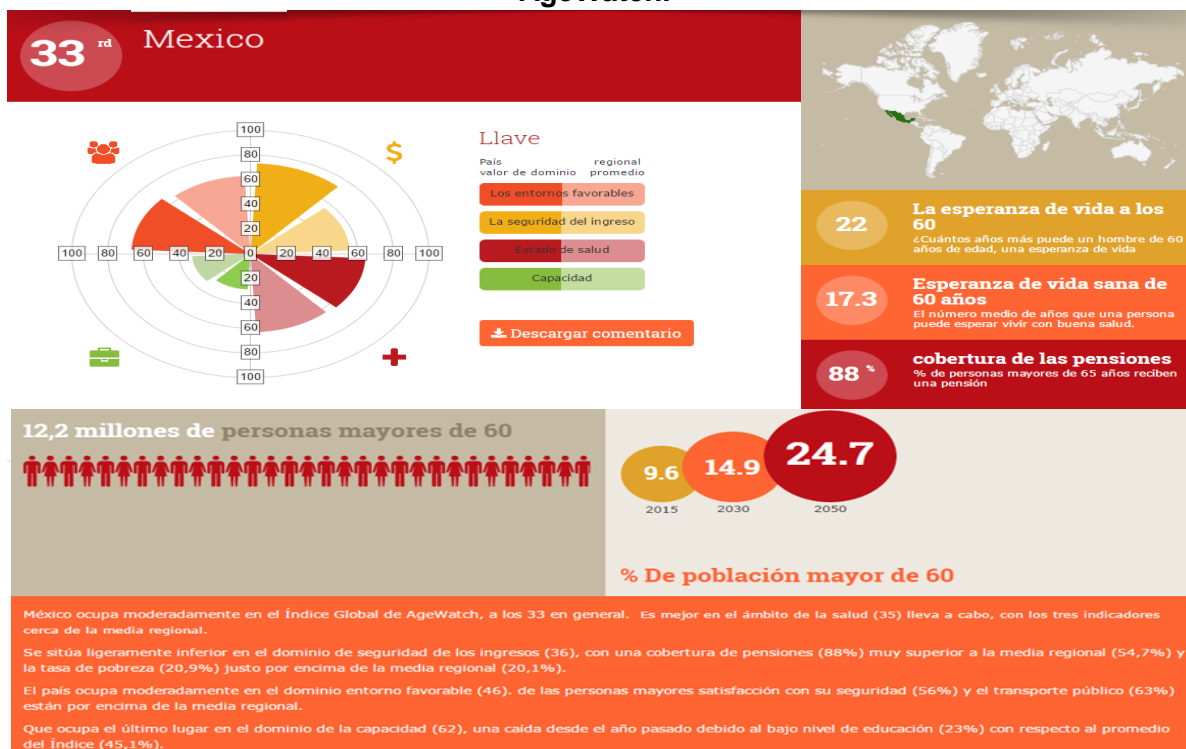 AgeWatch.
33 rd Mexico
100
80
60
40
20
100 80 60 40 20 0 20 40 60 80 100
20
40
60
80
100
Llave
País regional
valor de dominio promedio
Los entornos favorables
La seguridad del ingreso
Estado de salud
Capacidad
Descargar comentario
22
La esperanza de vida a los
60
¿Cuántos años más puede un hombre de 60
años de edad, una esperanza de vida
17.3
Esperanza de vida sana de
60 años
El número medio de años que una persona
puede esperar vivir con buena salud.
88 %
cobertura de las pensiones
% de personas mayores de 65 años reciben
una pensión
12,2 millones de personas mayores de 60
9.6 14.9 24.7
2015 2030 2050
% De población mayor de 60
México ocupa moderadamente en el Índice Global de AgeWatch, a los 33 en general. Es mejor en el ámbito de la salud (35) lleva a cabo, con los tres indicadores
cerca de la media regional.
Se sitúa ligeramente inferior en el dominio de seguridad de los ingresos (36), con una cobertura de pensiones (88%) muy superior a la media regional (54,7%) y
la tasa de pobreza (20,9%) justo por encima de la media regional (20,1%).
El país ocupa moderadamente en el dominio entorno favorable (46). de las personas mayores satisfacción con su seguridad (56%) y el transporte público (63%)
están por encima de la media regional.
Que ocupa el último lugar en el dominio de la capacidad (62), una caída desde el año pasado debido al bajo nivel de educación (23%) con respecto al promedio
del Índice (45,1%).